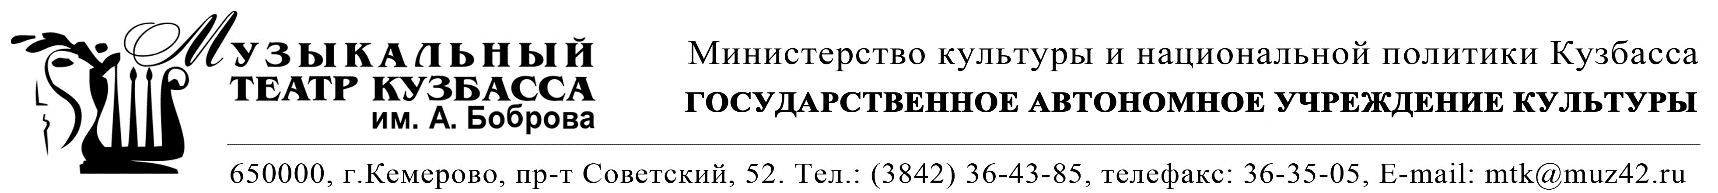 Музыкальный
ТЕАТР КУЗБАССА
им. А. Боброва
Министерство культуры и национальной политики Кузбасса
ГОСУДАРСТВЕННОЕ АВТОНОМНОЕ УЧРЕЖДЕНИЕ КУЛЬТУРЫ
650000, г.Кемерово, пр-т Советский, 52. Тел.: (3842) 36-43-85, телефакс: 36-35-05, E-mail: mtk@muz42.ru